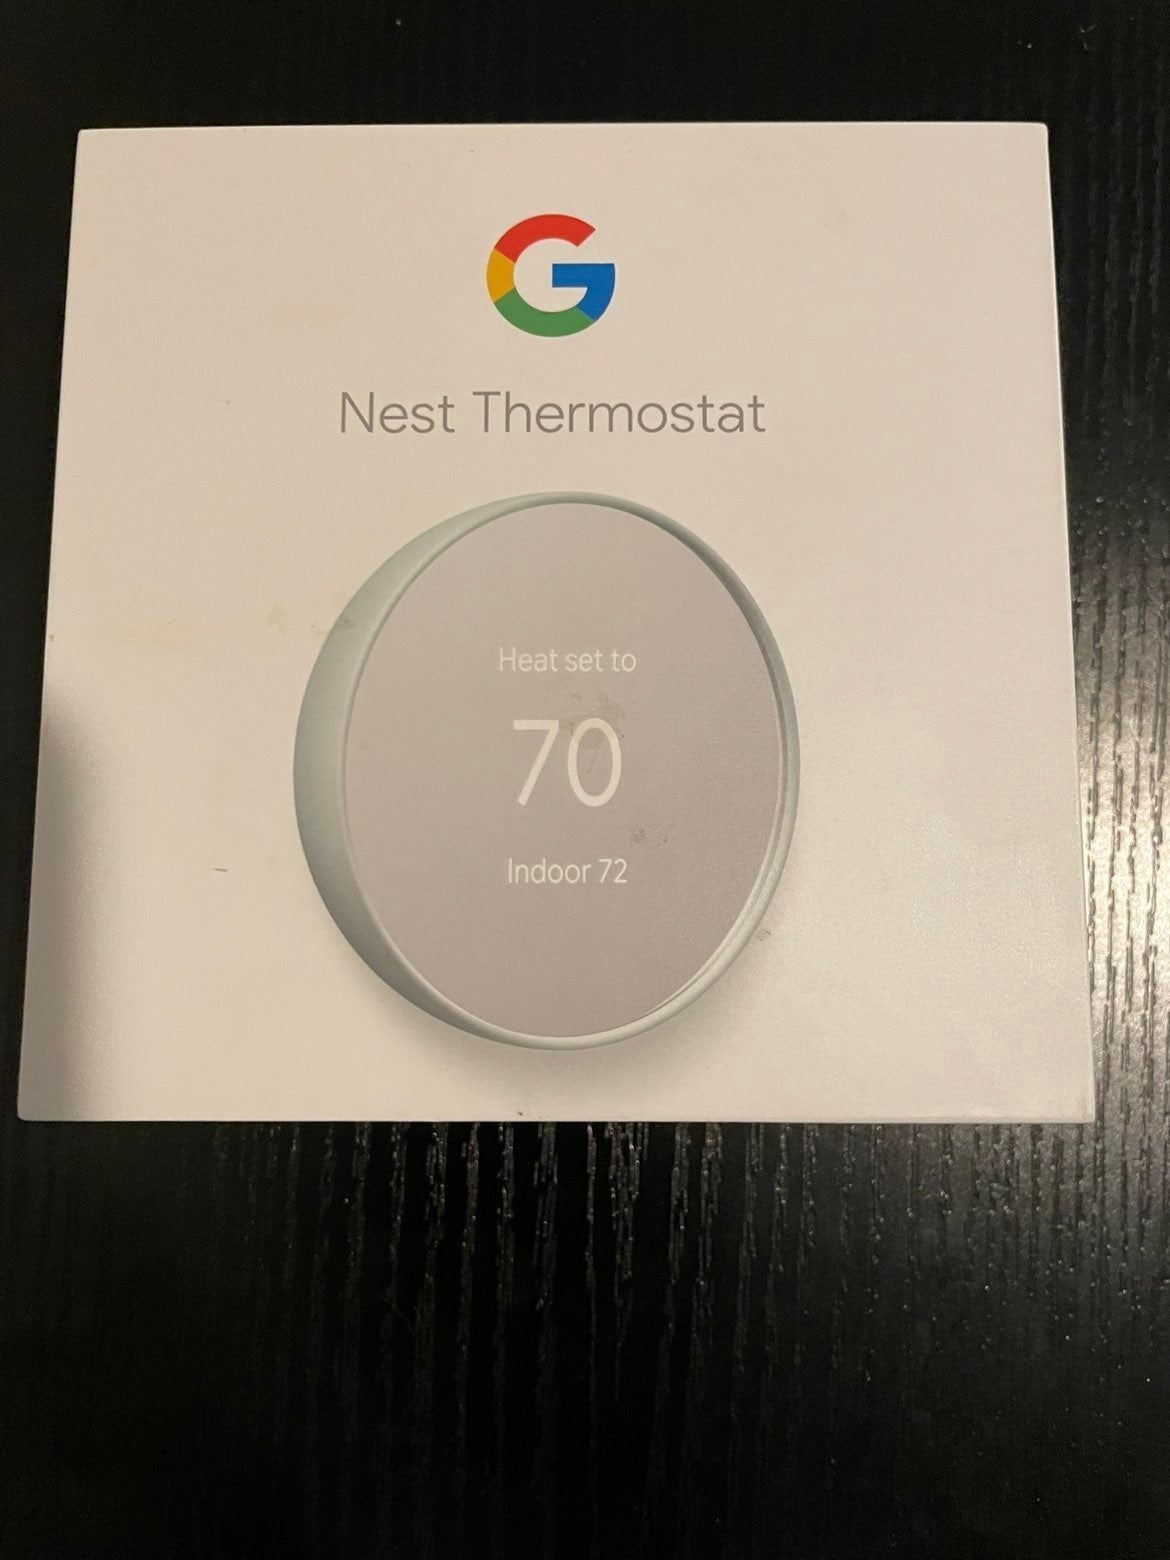 G
Nest Thermostat
Heat set to
70
Indoor 72